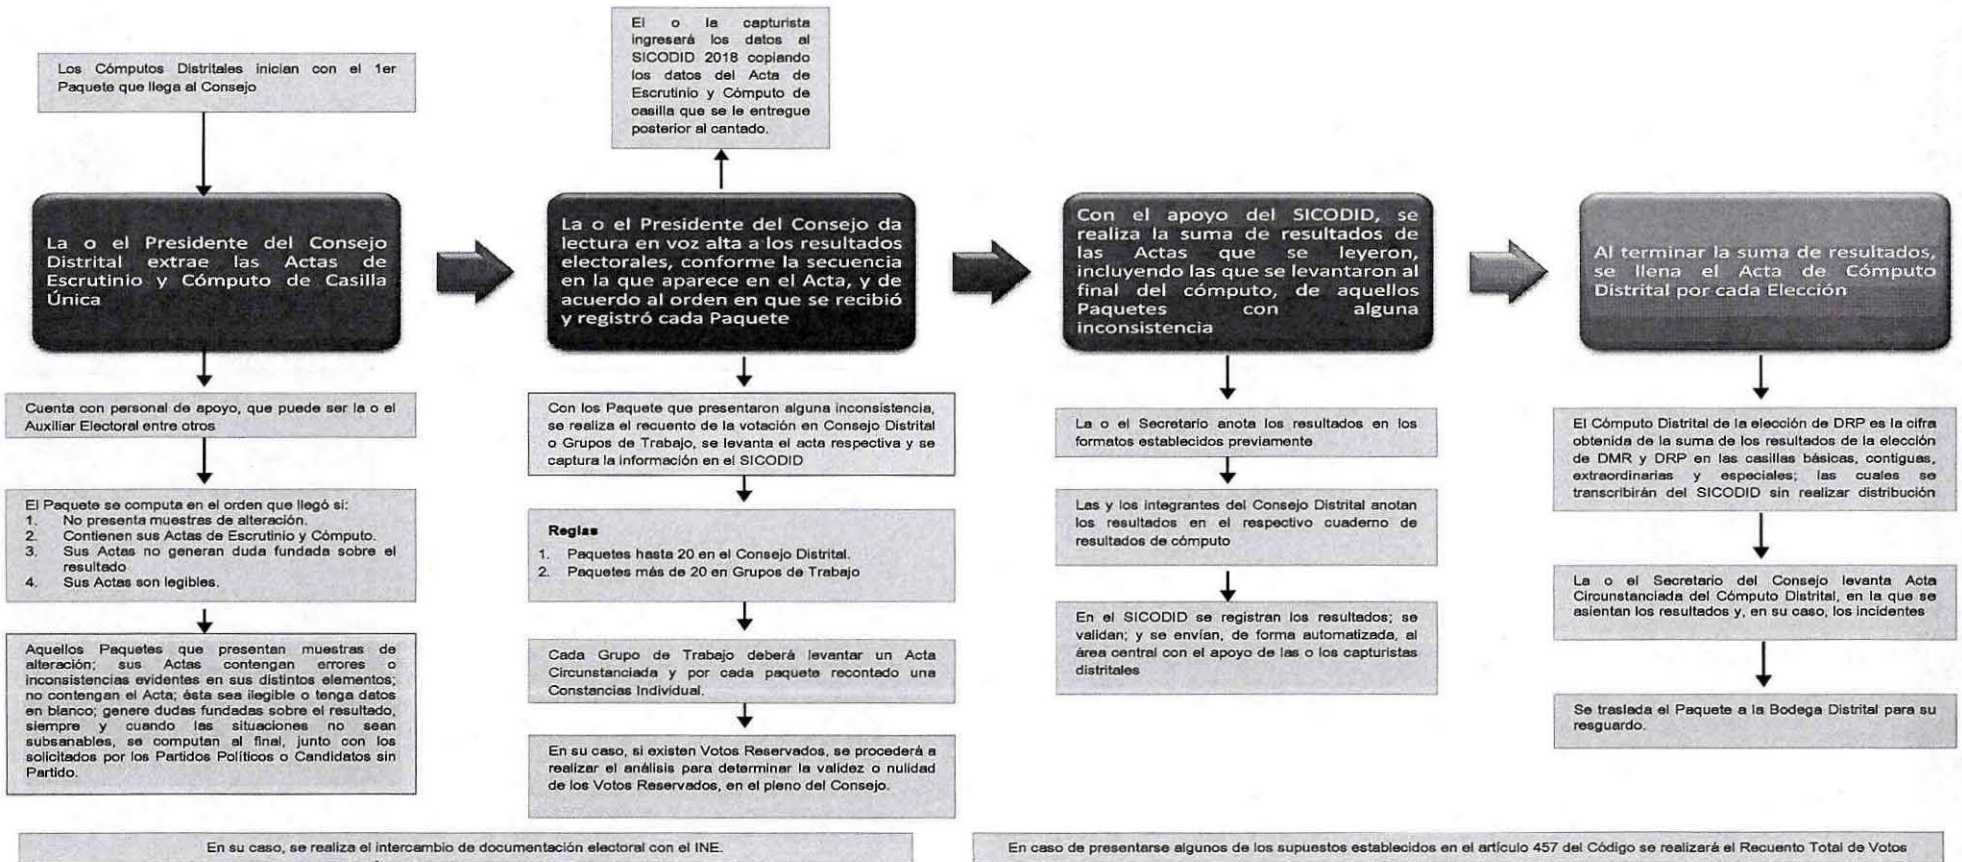 Los Cómputos Distritales inician con el 1er
Paquete que llega al Consejo
La o el Presidente del Consejo
Distrital extrae las Actas de
Escrutinio y Cómputo de Casilla
Única
Cuenta con personal de apoyo, que puede ser la o el
Auxiliar Electoral entre otros
El Paquete se computa en el orden que llegó sí:
1. No presenta muestras de alteración.
2. Contienen sus Actas de Escrutinio y Cómputo.
3. Sus Actas no generan duda fundada sobre el
resultado
4. Sus Actas son legibles.
Aquellos Paquetes que presentan muestras de
alteración; sus Actas contengan errores o
inconsistencias evidentes en sus distintos elementos;
no contengan el Acta; ésta sea ilegible o tenga datos
en blanco; genere dudas fundadas sobre el resultado,
siempre y cuando las situaciones no sean
subsanables, se computan al final, junto con los
solicitados por los Partidos Políticos o Candidatos sin
Partido.
El o la capturista
ingresará los datos al
SICODID 2018 copiando
los datos del Acta de
Escrutinio y Cómputo de
casilla que se le entregue
posterior al cantado.
La o el Presidente del Consejo da
lectura en voz alta a los resultados
electorales, conforme la secuencia
en la que aparece en el Acta, y de
acuerdo al orden en que se recibió
y registró cada Paquete
Con los Paquete que presentaron alguna inconsistencia,
se realiza el recuento de la votación en Consejo Distrital
o Grupos de Trabajo, se levanta el acta respectiva y se
captura la información en el SICODID
Reglas
1. Paquetes hasta 20 en el Consejo Distrital.
2. Paquetes más de 20 en Grupos de Trabajo
Cada Grupo de Trabajo deberá levantar un Acta
Circunstanciada y por cada paquete recontado una
Constancias Individual.
En su caso, si existen Votos Reservados, se procederá a
realizar el análisis para determinar la validez o nulidad
de los Votos Reservados, en el pleno del Consejo.
Con el apoyo del SICODID, se
realiza la suma de resultados de
las Actas que se leyeron,
incluyendo las que se levantaron al
final del cómputo, de aquellos
Paquetes con alguna
inconsistencia
La o el Secretario anota los resultados en los
formatos establecidos previamente
Las y los integrantes del Consejo Distrital anotan
los resultados en el respectivo cuaderno de
resultados de cómputo
En el SICODID se registran los resultados; se
validan; y se envían, de forma automatizada, al
área central con el apoyo de las o los capturistas
distritales
Al terminar la suma de resultados,
se llena el Acta de Cómputo
Distrital por cada Elección
El Cómputo Distrital de la elección de DRP es la cifra
obtenida de la suma de los resultados de la elección
de DMR y DRP en las casillas básicas, contiguas,
extraordinarias y especiales; las cuales se
transcribirán del SICODID sin realizar distribución
La o el Secretario del Consejo levanta Acta
Circunstanciada del Cómputo Distrital, en la que se
asientan los resultados y, en su caso, los incidentes
Se traslada el Paquete a la Bodega Distrital para su
resguardo.
En su caso, se realiza el intercambio de documentación electoral con el INE.
En caso de presentarse algunos de los supuestos establecidos en el artículo 457 del Código se realizará el Recuento Total de Votos